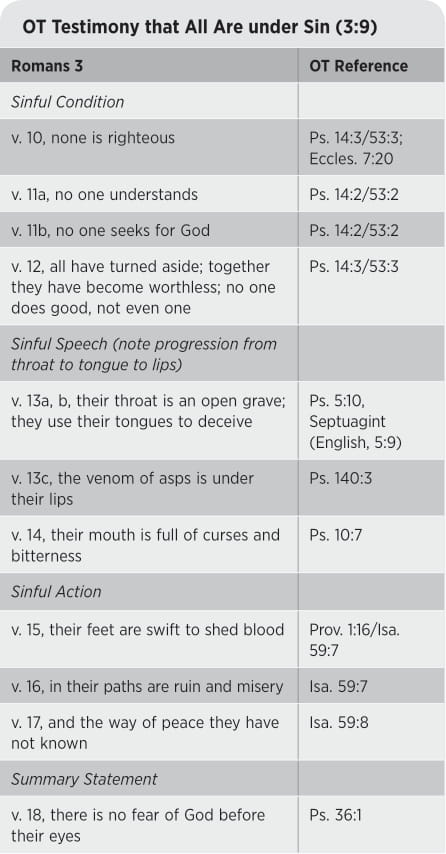 OT Testimony that All Are under Sin (3:9)
Romans 3 OT Reference
Sinful Condition
v. 10, none is righteous Ps. 14:3/53:3;
Eccles. 7:20
v. 11a, no one understands Ps. 14:2/53:2
v. 11b, no one seeks for God Ps. 14:2/53:2
v. 12, all have turned aside; together Ps. 14:3/53:3
they have become worthless; no one
does good, not even one
Sinful Speech (note progression from
throat to tongue to lips)
v. 13a, b, their throat is an open grave; Ps. 5:10,
they use their tongues to deceive Septuagint
(English, 5:9)
v. 13c, the venom of asps is under Ps. 140:3
their lips
v. 14, their mouth is full of curses and Ps. 10:7
bitterness
Sinful Action
v. 15, their feet are swift to shed blood Prov. 1:16/Isa.
59:7
v. 16, in their paths are ruin and misery Isa. 59:7
v. 17, and the way of peace they have Isa. 59:8
not known
Summary Statement
v. 18, there is no fear of God before Ps. 36:1
their eyes